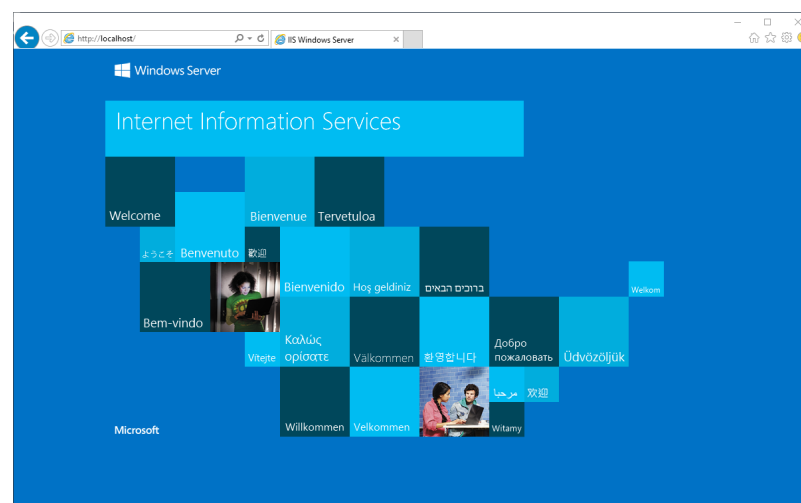 http://localhost/
IIS Windows Server
Windows Server
Internet Information Services
Welcome
Bienvenue
Tervetuloa
ようこそ
Benvenuto
歡迎
Bienvenido
Hoş geldiniz
ברוכים הבאים
Welkom
Bem-vindo
Vítejte
Καλώς
ορίσατε
Välkommen
환영합니다
Добро
пожаловать
Üdvözöljük
Microsoft
Willkommen
Velkommen
مرحبا
欢迎
Witamy